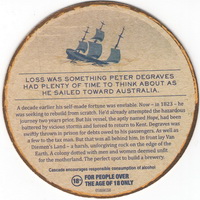 LOSS WAS SOMETHING PETER DEGRAVES
HAD PLENTY OF TIME TO THINK ABOUT AS
HE SAILED TOWARD AUSTRALIA.
A decade earlier his self-made fortune was unstable. Now – in 1823 – he
was seeking to rebuild from scratch. He'd already attempted the hazardous
journey two years prior. But his vessel, the aptly named Hope, had been
battered by vicious storms and forced to return to Kent. Degraves was
swiftly thrown in prison for debts owed to his passengers. As well as
a few to the tax man. But that was all behind him. In front lay Van
Diemen's Land – a harsh, unforgiving rock on the edge of the
Earth. A colony dotted with men and women deemed unfit
for the motherland. The perfect spot to build a brewery.
Cascade encourages responsible consumption of alcohol
18+ FOR PEOPLE OVER
THE AGE OF 18 ONLY